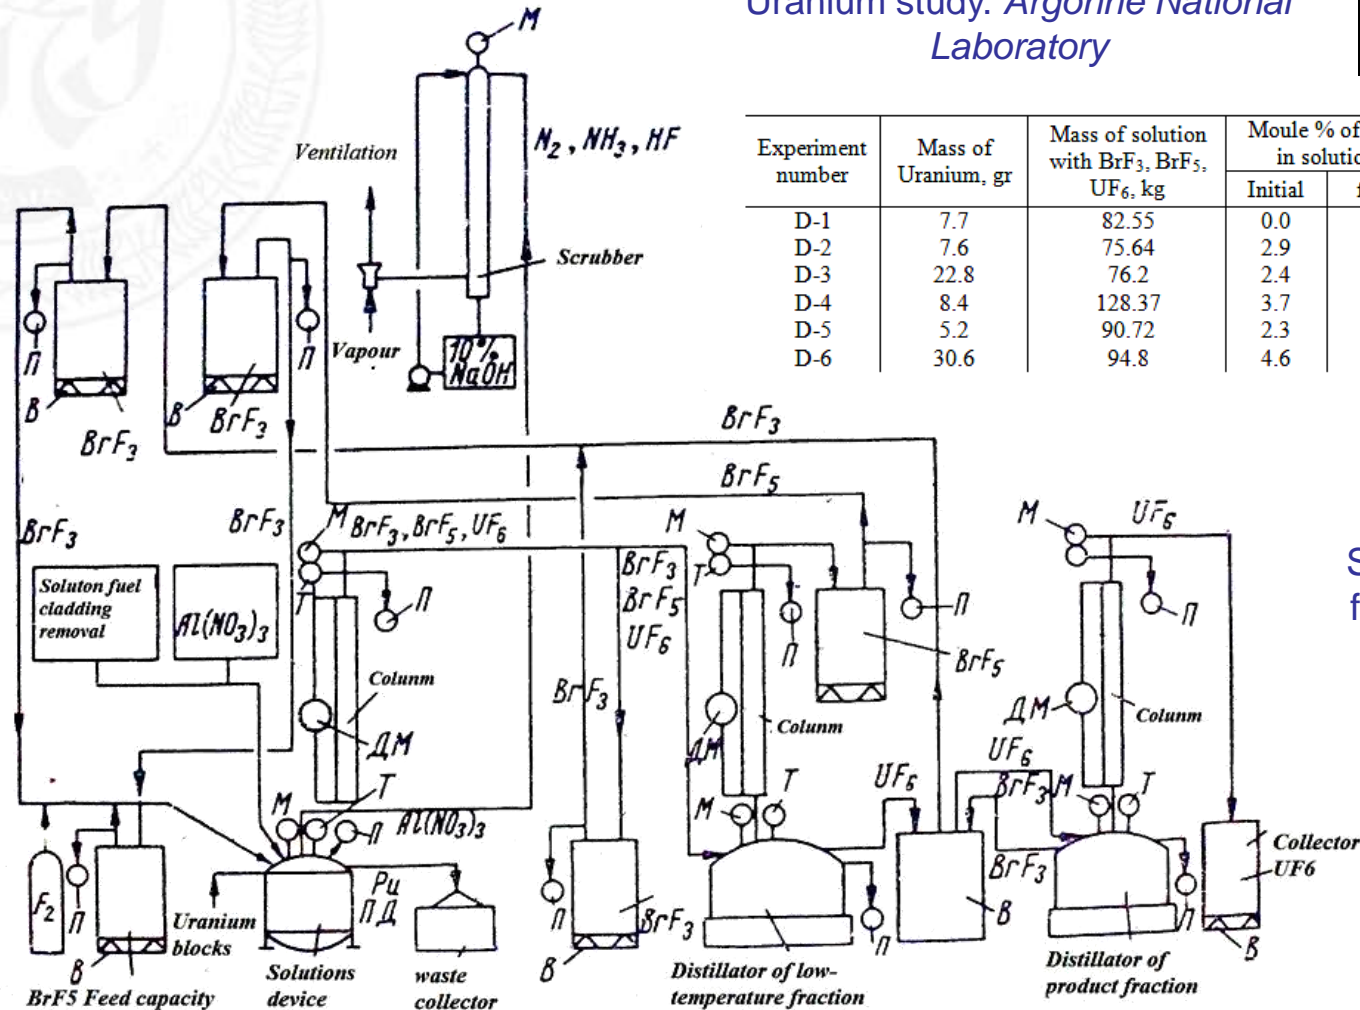 Uranium study. Argonne National
Laboratory
Experiment number
Mass of Uranium, gr
Mass of solution with BrF₃, BrF₅, UF₆, kg
Moule % of
in solutio
Initial
f
D-1 7.7 82.55 0.0
D-2 7.6 75.64 2.9
D-3 22.8 76.2 2.4
D-4 8.4 128.37 3.7
D-5 5.2 90.72 2.3
D-6 30.6 94.8 4.6
М
N₂, NH₃, HF
Ventilation
Scrubber
Vapour
10%
NaOH
П
П
В
BrF₃
В
BrF₃
BrF₃
BrF₅
BrF₃
BrF₃
М
BrF₃, BrF₅, UF₆
М
М
UF₆
Т
П
BrF₃
BrF₅
UF₆
Т
П
П
П
S
f
Soluton fuel
cladding
removal
Al(NO₃)₃
Colunm
ДМ
BrF₃
BrF₅
Colunm
ДМ
Colunm
ДМ
М
Т
П
Al(NO₃)₃
М
Т
UF₆
UF₆
BrF₃
М
Т
F₂
П
Uranium
blocks
Pu
ПД
П
BrF₃
П
В
BrF₃
П
Collector
UF6
В
В
В
BrF5 Feed capacity
Solutions
device
waste
collector
Distillator of low-
temperature fraction
Distillator of
product fraction